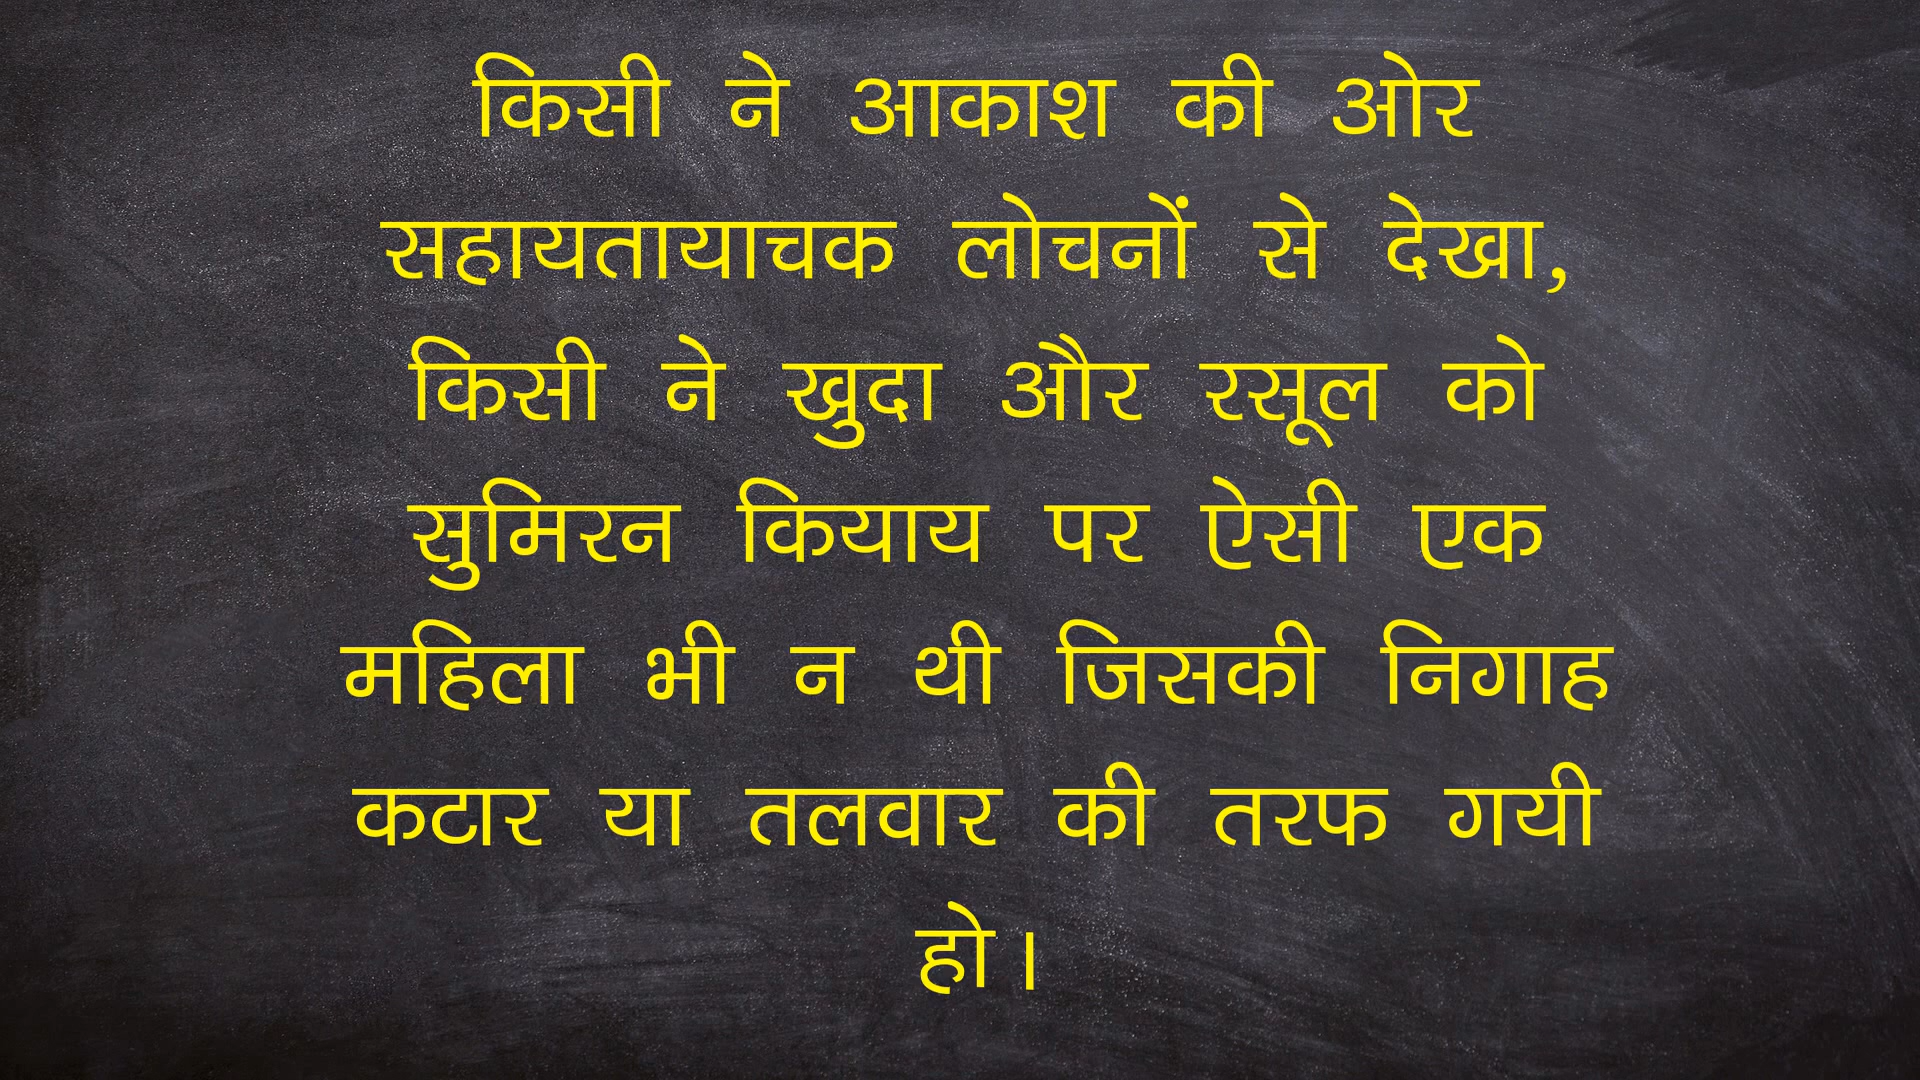 किसी ने आकाश की ओर
सहायतायाचक लोचनों से देखा,
किसी ने खुदा और रसूल को
सुमिरन कियाय पर ऐसी एक
महिला भी न थी जिसकी निगाह
कटार या तलवार की तरफ गयी
हो।